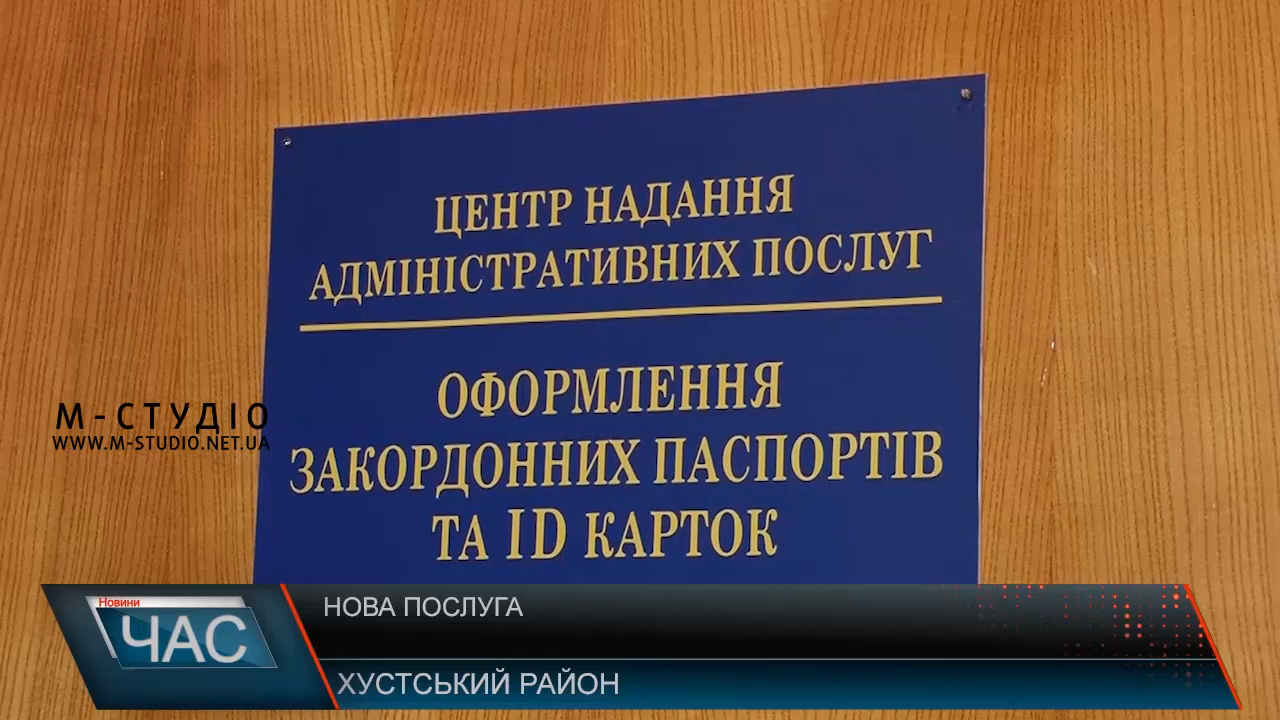 ЦЕНТР НАДАННЯ
АДМІНІСТРАТИВНИХ ПОСЛУГ
ОФОРМЛЕННЯ
ЗАКОРДОННИХ ПАСПОРТІВ
ТА ID КАРТОК
М-СТУДІО
WWW.M-STUDIO.NET.UA
Новини
ЧАС
НОВА ПОСЛУГА
ХУСТСЬКИЙ РАЙОН